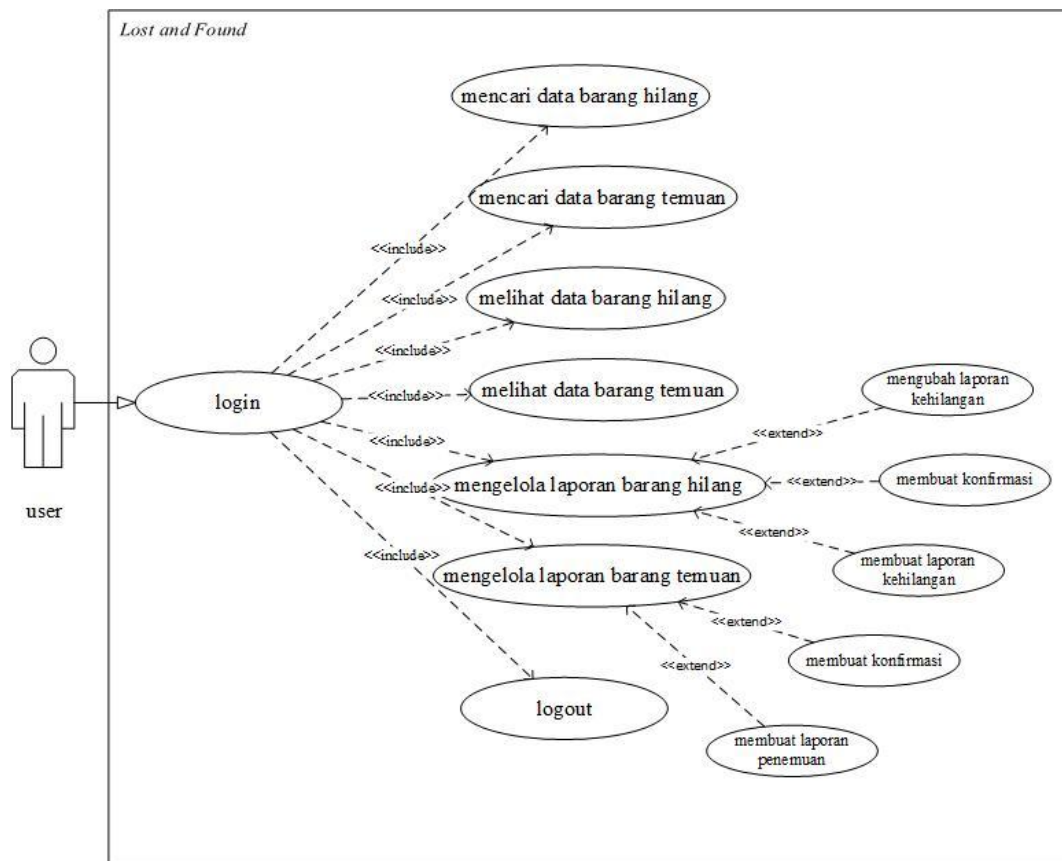 Lost and Found
mencari data barang hilang
mencari data barang temuan
<<include>>
<<include>>
melihat data barang hilang
<<include>>
melihat data barang temuan
<<include>>
login
user
mengubah laporan
kehilangan
<<extend>>
<<include>>
mengelola laporan barang hilang
<<extend>>
membuat konfirmasi
<<include>>
<<extend>>
membuat laporan
kehilangan
<<include>>
mengelola laporan barang temuan
<<extend>>
membuat konfirmasi
<<extend>>
logout
membuat laporan
penemuan